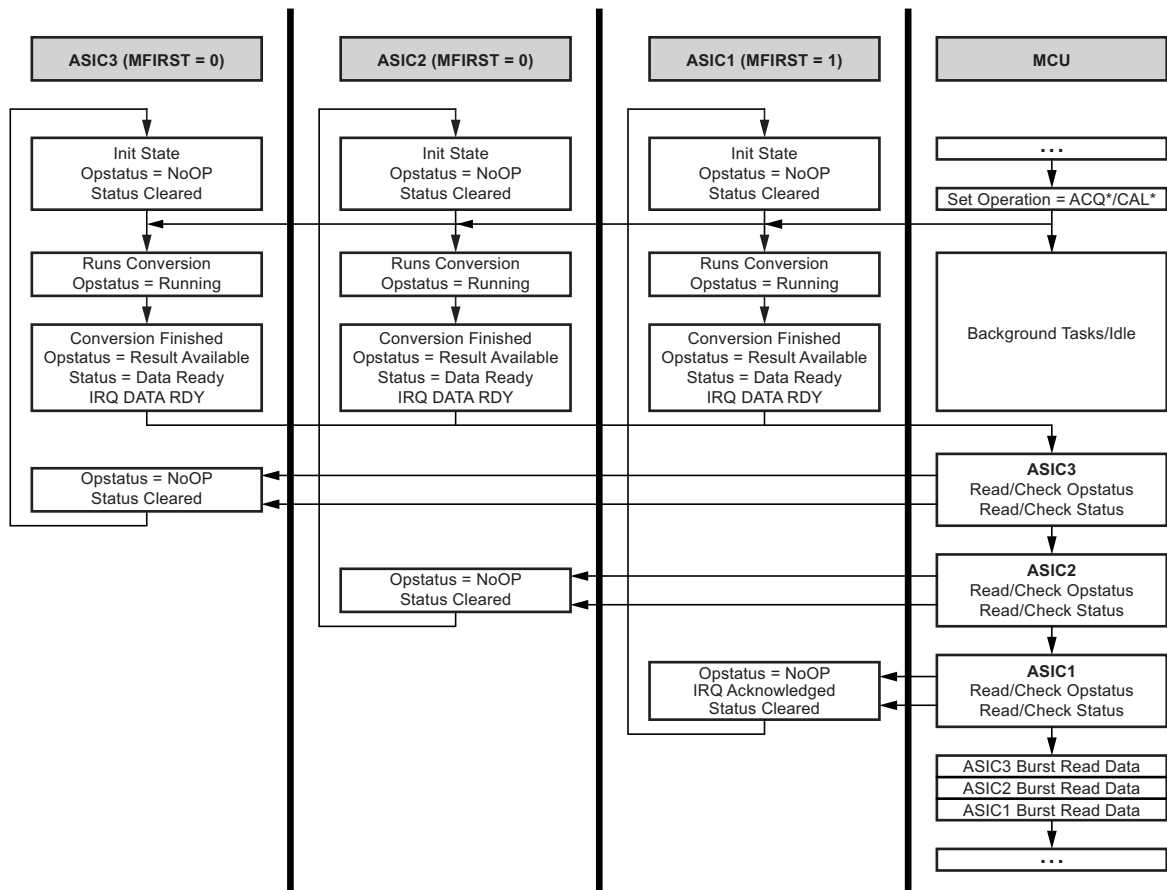 ASIC3 (MFIRST = 0)
ASIC2 (MFIRST = 0)
ASIC1 (MFIRST = 1)
MCU
Init State
Opstatus = NoOP
Status Cleared
Init State
Opstatus = NoOP
Status Cleared
Init State
Opstatus = NoOP
Status Cleared
...
Set Operation = ACQ*/CAL*
Runs Conversion
Opstatus = Running
Runs Conversion
Opstatus = Running
Runs Conversion
Opstatus = Running
Background Tasks/Idle
Conversion Finished
Opstatus = Result Available
Status = Data Ready
IRQ DATA RDY
Conversion Finished
Opstatus = Result Available
Status = Data Ready
IRQ DATA RDY
Conversion Finished
Opstatus = Result Available
Status = Data Ready
IRQ DATA RDY
Opstatus = NoOP
Status Cleared
ASIC3
Read/Check Opstatus
Read/Check Status
Opstatus = NoOP
Status Cleared
ASIC2
Read/Check Opstatus
Read/Check Status
Opstatus = NoOP
IRQ Acknowledged
Status Cleared
ASIC1
Read/Check Opstatus
Read/Check Status
ASIC3 Burst Read Data
ASIC2 Burst Read Data
ASIC1 Burst Read Data
...